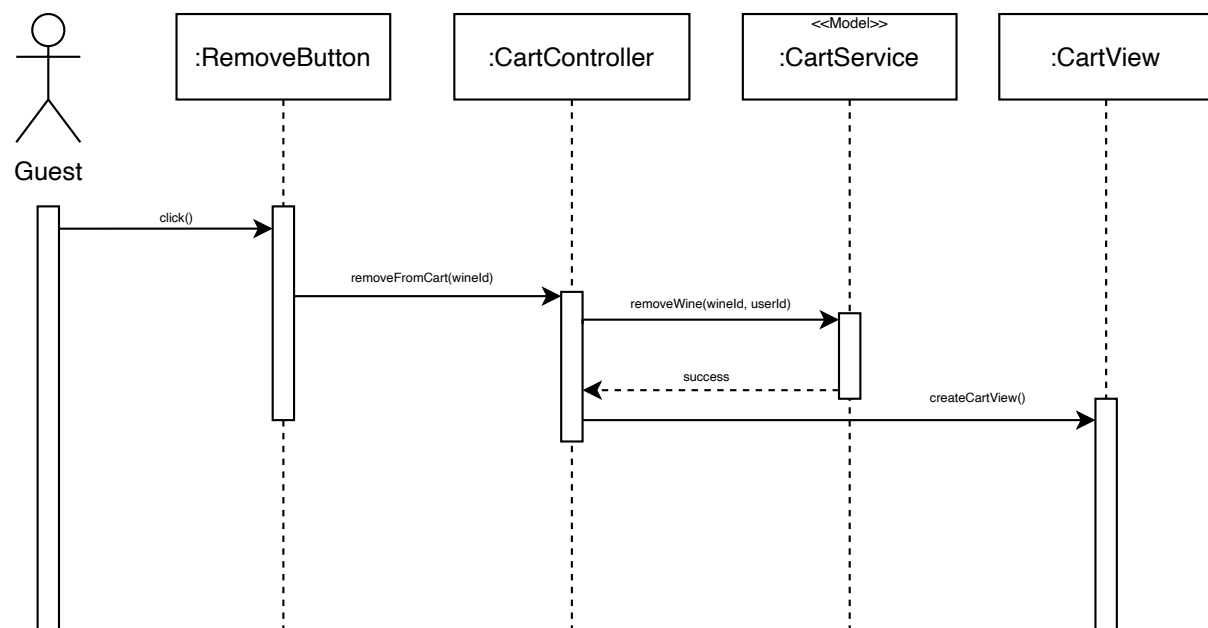 <<Model>>
:RemoveButton
:CartController
:CartService
:CartView
Guest
click()
removeFromCart(wineId)
removeWine(wineId, userId)
success
createCartView()